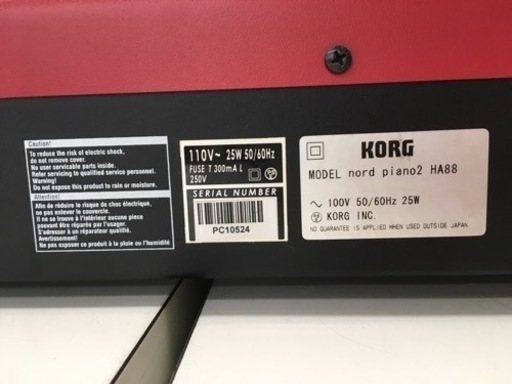 Caution!
To reduce the risk of electric shock,
do not remove cover.
No user serviceable parts inside.
Refer servicing to qualified service personnel.
Warning!
Do not expose this product to rain or moisture.
Attention!
Afin de réduire le risque de choc électrique,
ne pas enlever le couvercle.
Il ne se trouve à l'intérieur aucune pièce
pouvant être réparée par l'usager.
S'adresser à un réparateur qualifié.
Avertissement!
Ne pas exposer ce produit à la pluie ou l'humidité
110V~ 25W 50/60Hz
FUSE T 300mA L
250V
SERIAL NUMBER
PC10524
KORG
MODEL nord piano2 HA88
~ 100V 50/60Hz 25W
KORG INC.
NO GUARANTEE IS APPLIED WHEN USED OUTSIDE JAPAN.